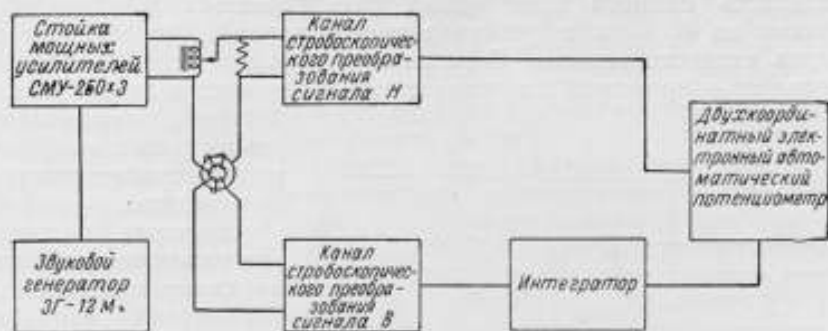 Стойка
мощных
усилителей
СМУ-250×3
Канал
стробоскопичес-
кого преобра-
зования
сигнала Н
Двухкоорди-
натный элек-
тронный авто-
матический
потенциометр
Звуковой
генератор
ЗГ-12М.
Канал
стробоскопичес-
кого преобра-
зования
сигнала В
Интегратор